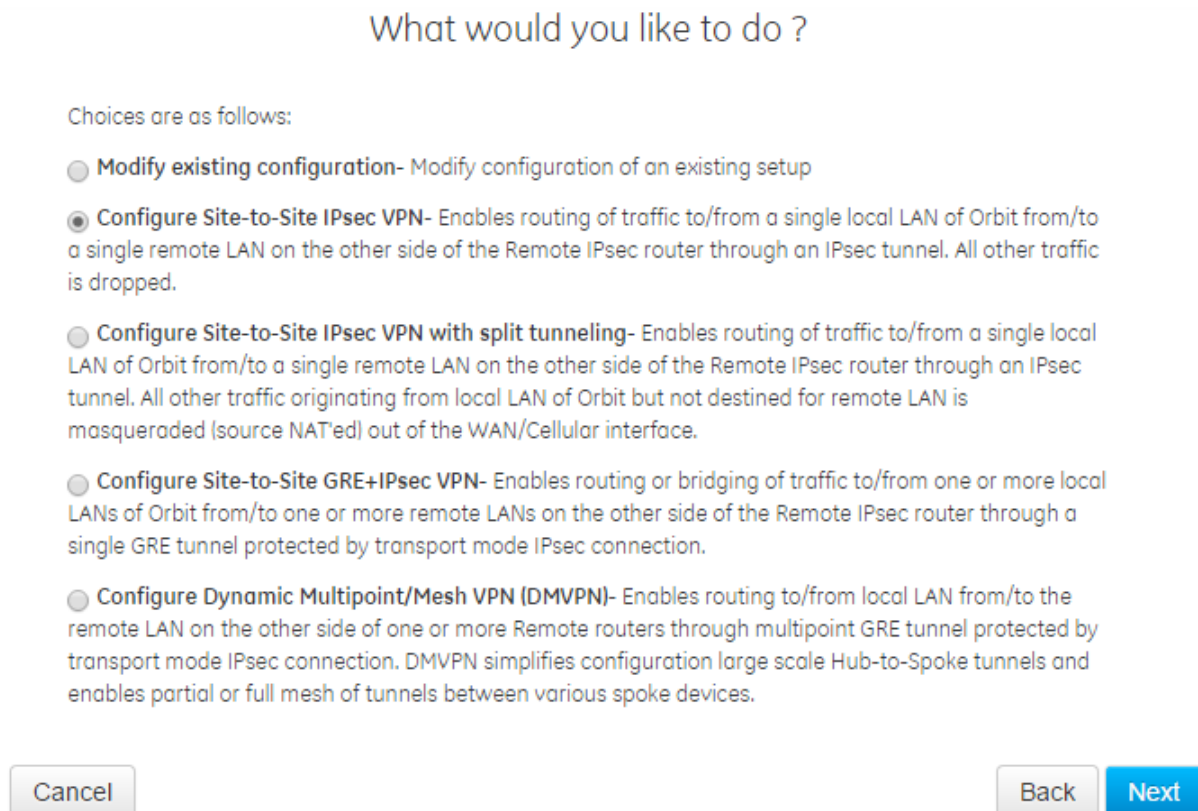 What would you like to do ?
Choices are as follows:
Modify existing configuration- Modify configuration of an existing setup
Configure Site-to-Site IPsec VPN- Enables routing of traffic to/from a single local LAN of Orbit from/to
a single remote LAN on the other side of the Remote IPsec router through an IPsec tunnel. All other traffic
is dropped.
Configure Site-to-Site IPsec VPN with split tunneling- Enables routing of traffic to/from a single local
LAN of Orbit from/to a single remote LAN on the other side of the Remote IPsec router through an IPsec
tunnel. All other traffic originating from local LAN of Orbit but not destined for remote LAN is
masqueraded (source NAT'ed) out of the WAN/Cellular interface.
Configure Site-to-Site GRE+IPsec VPN- Enables routing or bridging of traffic to/from one or more local
LANs of Orbit from/to one or more remote LANs on the other side of the Remote IPsec router through a
single GRE tunnel protected by transport mode IPsec connection.
Configure Dynamic Multipoint/Mesh VPN (DMVPN)- Enables routing to/from local LAN from/to the
remote LAN on the other side of one or more Remote routers through multipoint GRE tunnel protected by
transport mode IPsec connection. DMVPN simplifies configuration large scale Hub-to-Spoke tunnels and
enables partial or full mesh of tunnels between various spoke devices.
Cancel Back Next